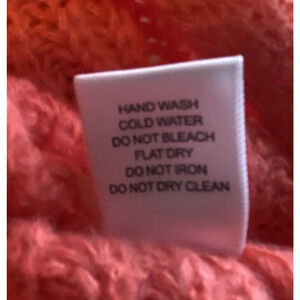 HAND WASH
COLD WATER
DO NOT BLEACH
FLAT DRY
DO NOT IRON
DO NOT DRY CLEAN